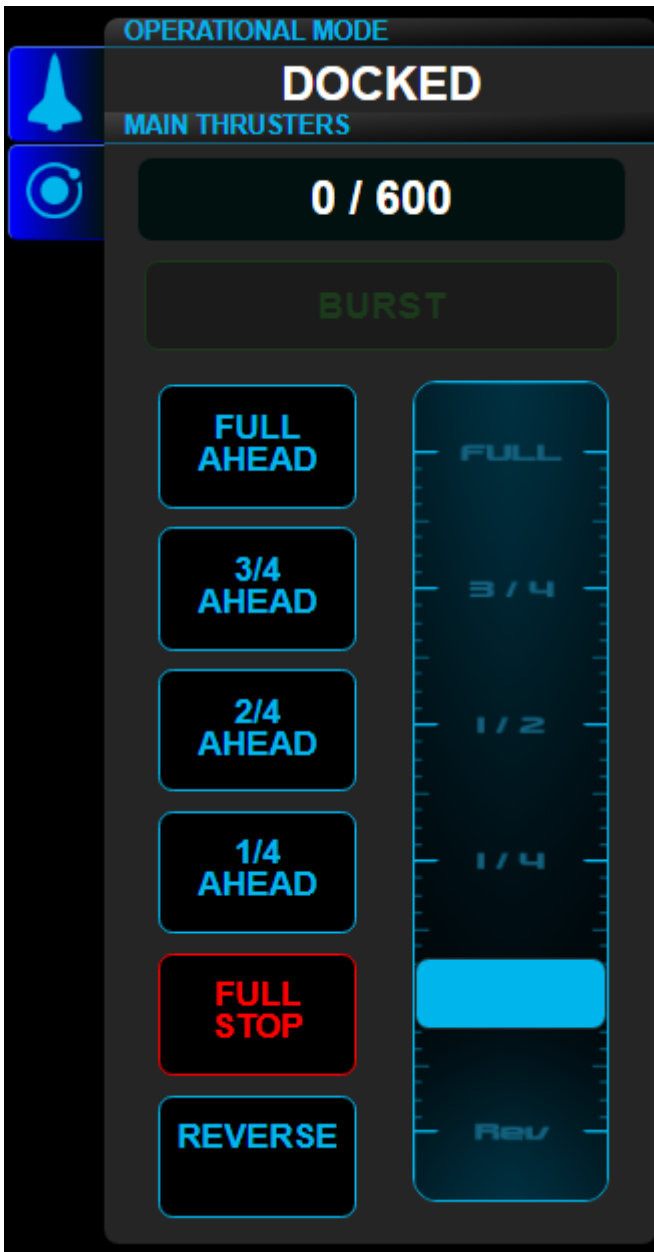 OPERATIONAL MODE
DOCKED
MAIN THRUSTERS
0 / 600
BURST
FULL
AHEAD
3/4
AHEAD
2/4
AHEAD
1/4
AHEAD
FULL
STOP
REVERSE
FULL
3 / 4
1 / 2
1 / 4
Rev